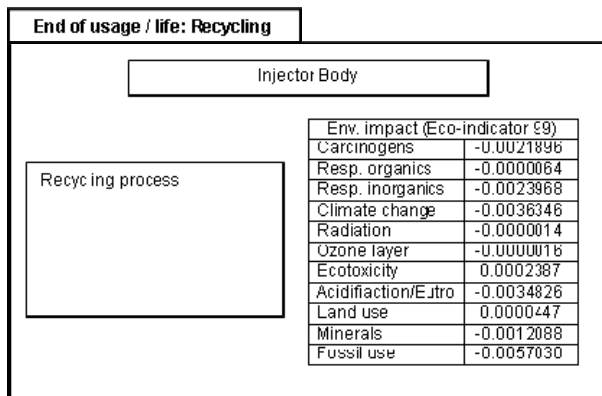 End of usage / life: Recycling
Injector Body
Recycling process
Env. impact (Eco-indicator 99)
Carcinogens -0.0021896
Resp. organics -0.0000064
Resp. inorganics -0.0023968
Climate change -0.0036346
Radiation -0.0000014
Ozone layer -0.0000016
Ecotoxicity 0.0002387
Acidifiaction/Eutro -0.0034826
Land use 0.0000447
Minerals -0.0012088
Fossil use -0.0057030